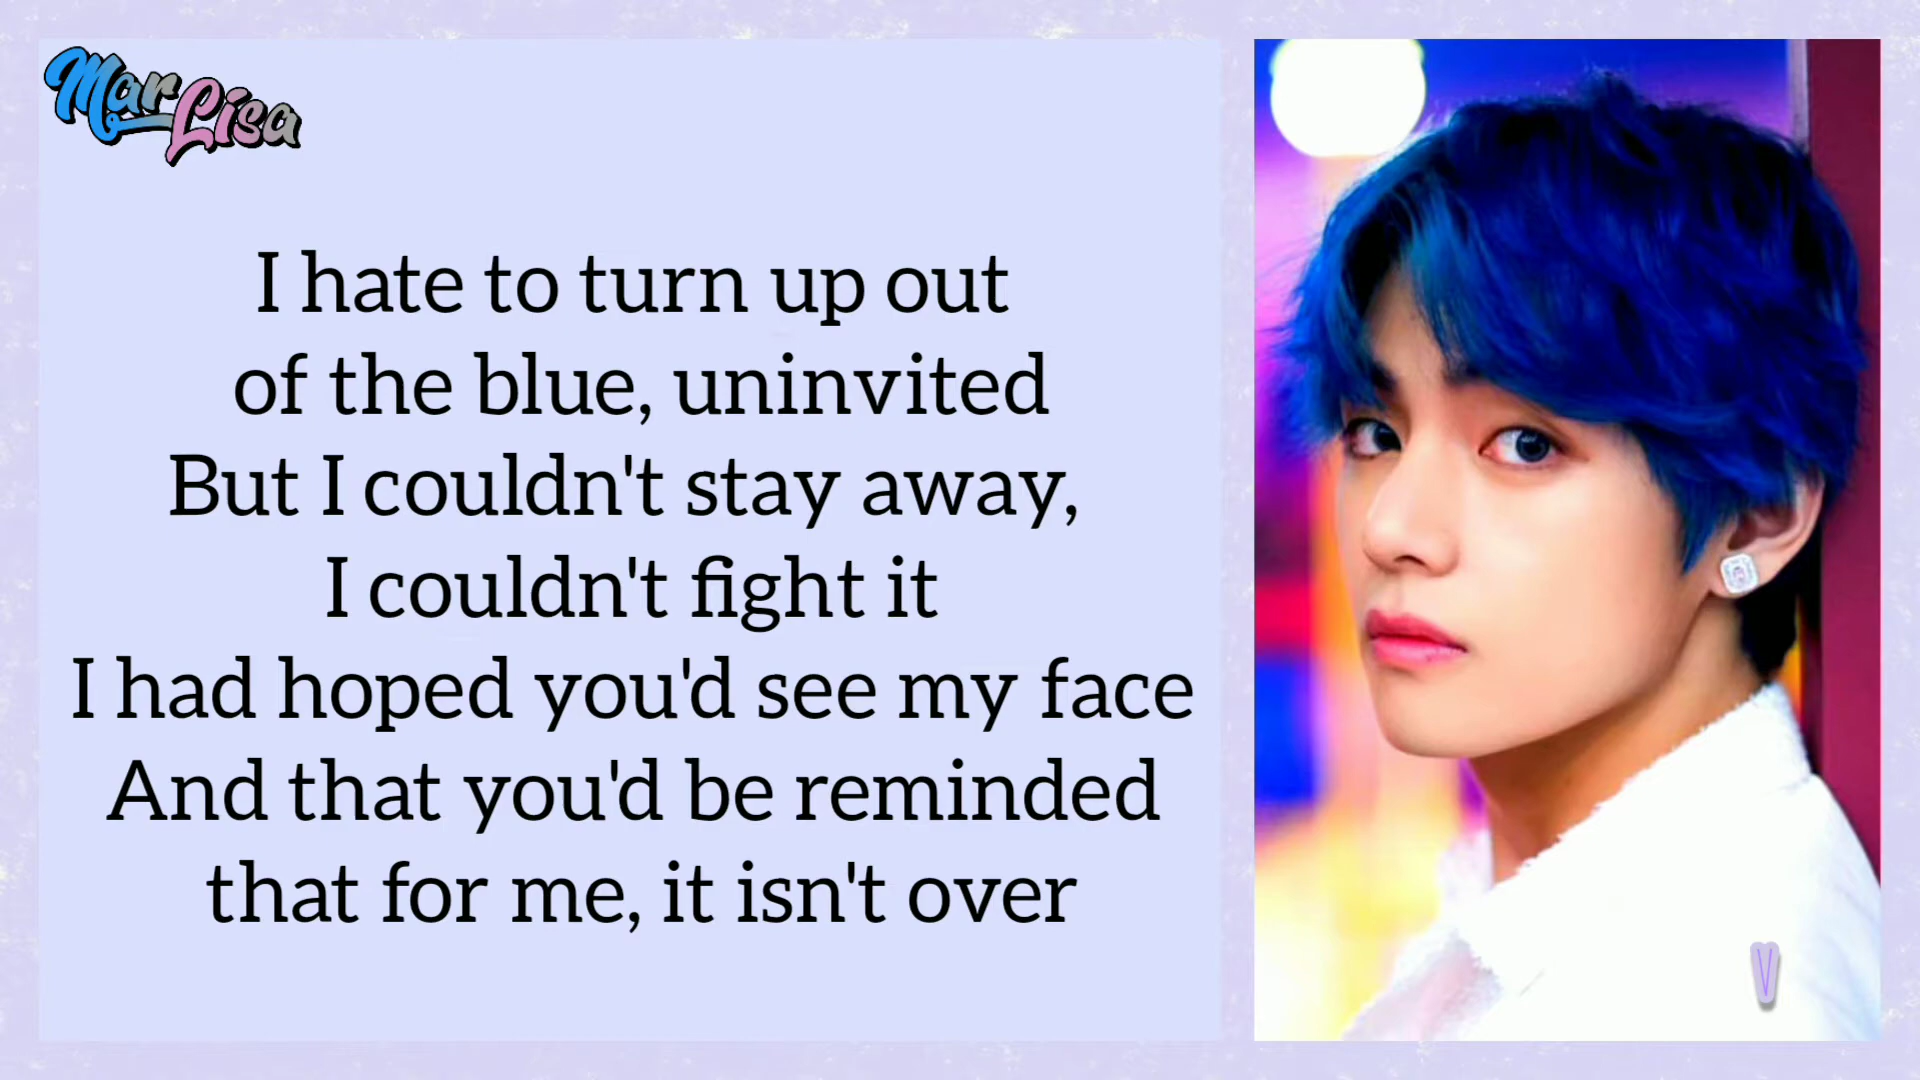 MarLisa
I hate to turn up out
of the blue, uninvited
But I couldn't stay away,
I couldn't fight it
I had hoped you'd see my face
And that you'd be reminded
that for me, it isn't over
V